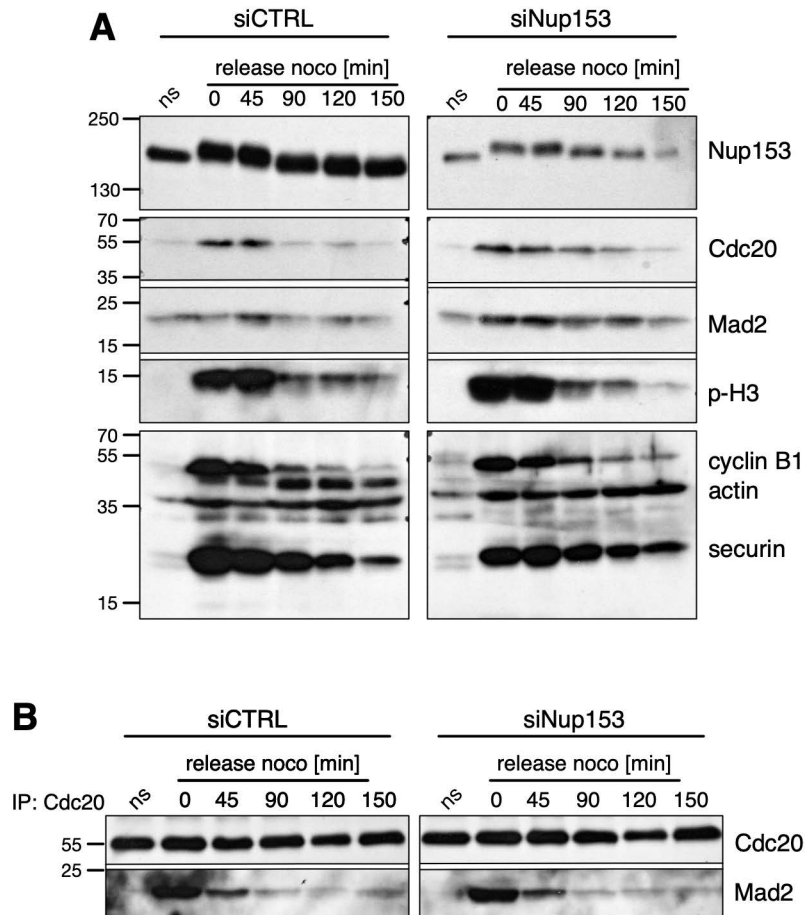 A
siCTRL siNup153
release noco [min] release noco [min]
ns 0 45 90 120 150 ns 0 45 90 120 150
250
Nup153
130
70
55
Cdc20
35
25
Mad2
15
15
p-H3
70
55
cyclin B1
actin
35
securin
15
B
siCTRL siNup153
release noco [min] release noco [min]
IP: Cdc20 ns 0 45 90 120 150 ns 0 45 90 120 150
55 Cdc20
25
Mad2